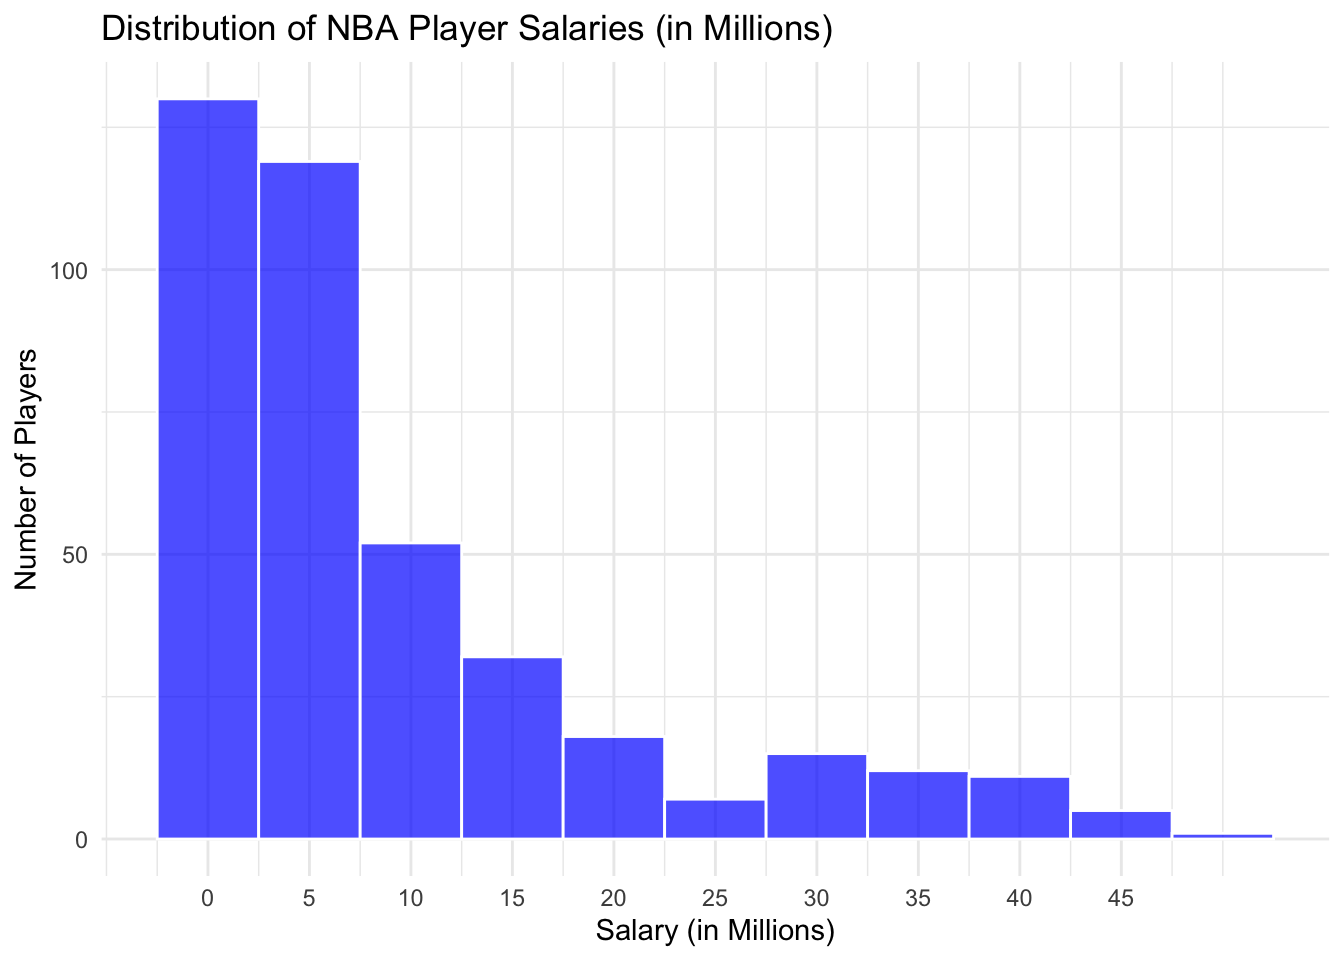 Distribution of NBA Player Salaries (in Millions)
Number of Players
100
50
0
0 5 10 15 20 25 30 35 40 45
Salary (in Millions)